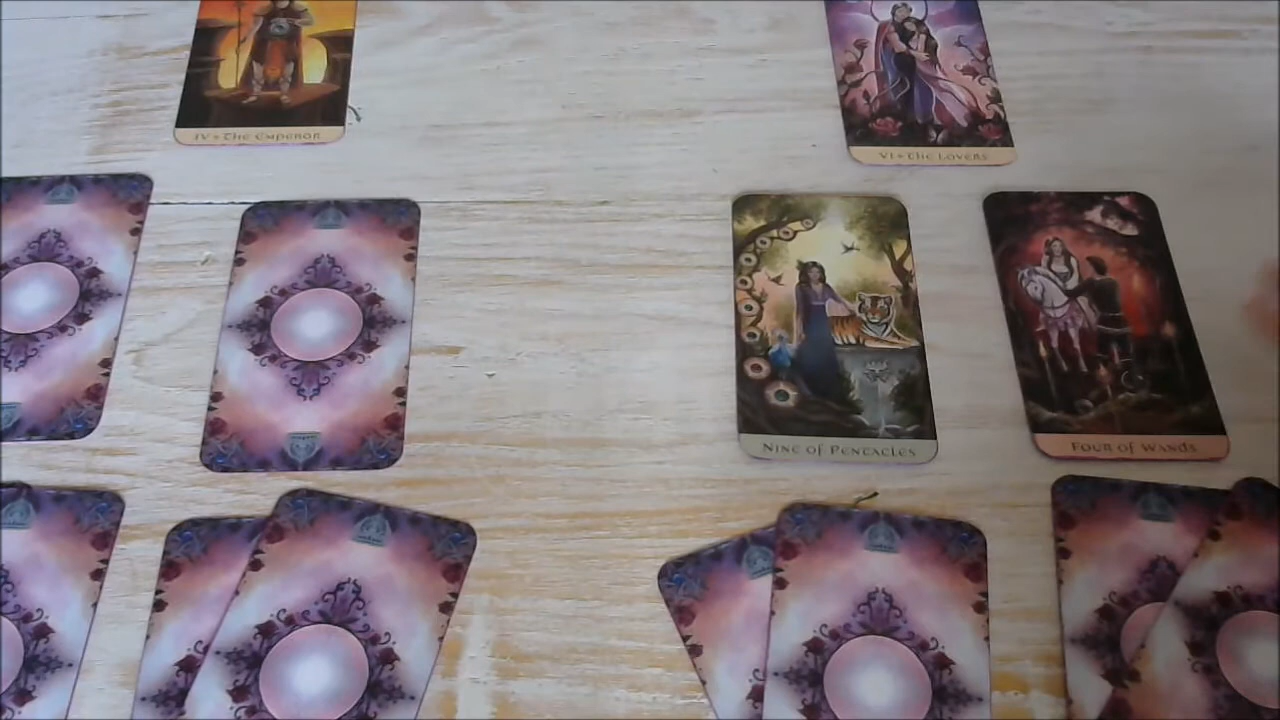 IV • The Emperor
VI • The Lovers
Nine of Pentacles
Four of Wands